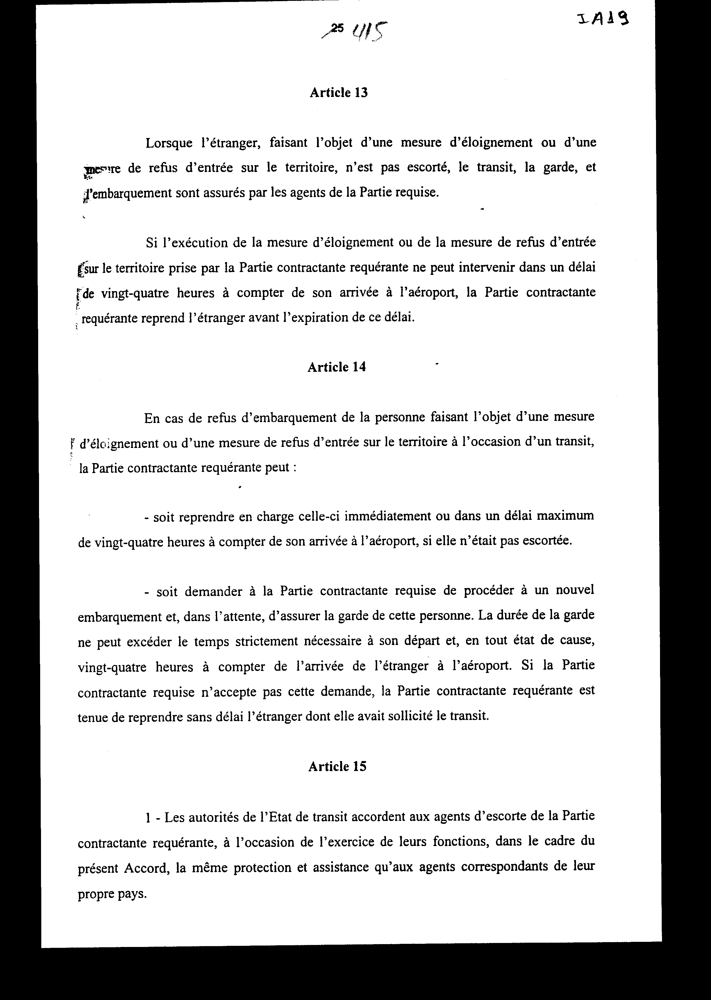 IA19
25 415
Article 13
Lorsque l'étranger, faisant l'objet d'une mesure d'éloignement ou d'une
mesure de refus d'entrée sur le territoire, n'est pas escorté, le transit, la garde, et
l'embarquement sont assurés par les agents de la Partie requise.
Si l'exécution de la mesure d'éloignement ou de la mesure de refus d'entrée
sur le territoire prise par la Partie contractante requérante ne peut intervenir dans un délai
de vingt-quatre heures à compter de son arrivée à l'aéroport, la Partie contractante
requérante reprend l'étranger avant l'expiration de ce délai.
Article 14
En cas de refus d'embarquement de la personne faisant l'objet d'une mesure
d'éloignement ou d'une mesure de refus d'entrée sur le territoire à l'occasion d'un transit,
la Partie contractante requérante peut :
- soit reprendre en charge celle-ci immédiatement ou dans un délai maximum
de vingt-quatre heures à compter de son arrivée à l'aéroport, si elle n'était pas escortée.
- soit demander à la Partie contractante requise de procéder à un nouvel
embarquement et, dans l'attente, d'assurer la garde de cette personne. La durée de la garde
ne peut excéder le temps strictement nécessaire à son départ et, en tout état de cause,
vingt-quatre heures à compter de l'arrivée de l'étranger à l'aéroport. Si la Partie
contractante requise n'accepte pas cette demande, la Partie contractante requérante est
tenue de reprendre sans délai l'étranger dont elle avait sollicité le transit.
Article 15
1 - Les autorités de l'Etat de transit accordent aux agents d'escorte de la Partie
contractante requérante, à l'occasion de l'exercice de leurs fonctions, dans le cadre du
présent Accord, la même protection et assistance qu'aux agents correspondants de leur
propre pays.